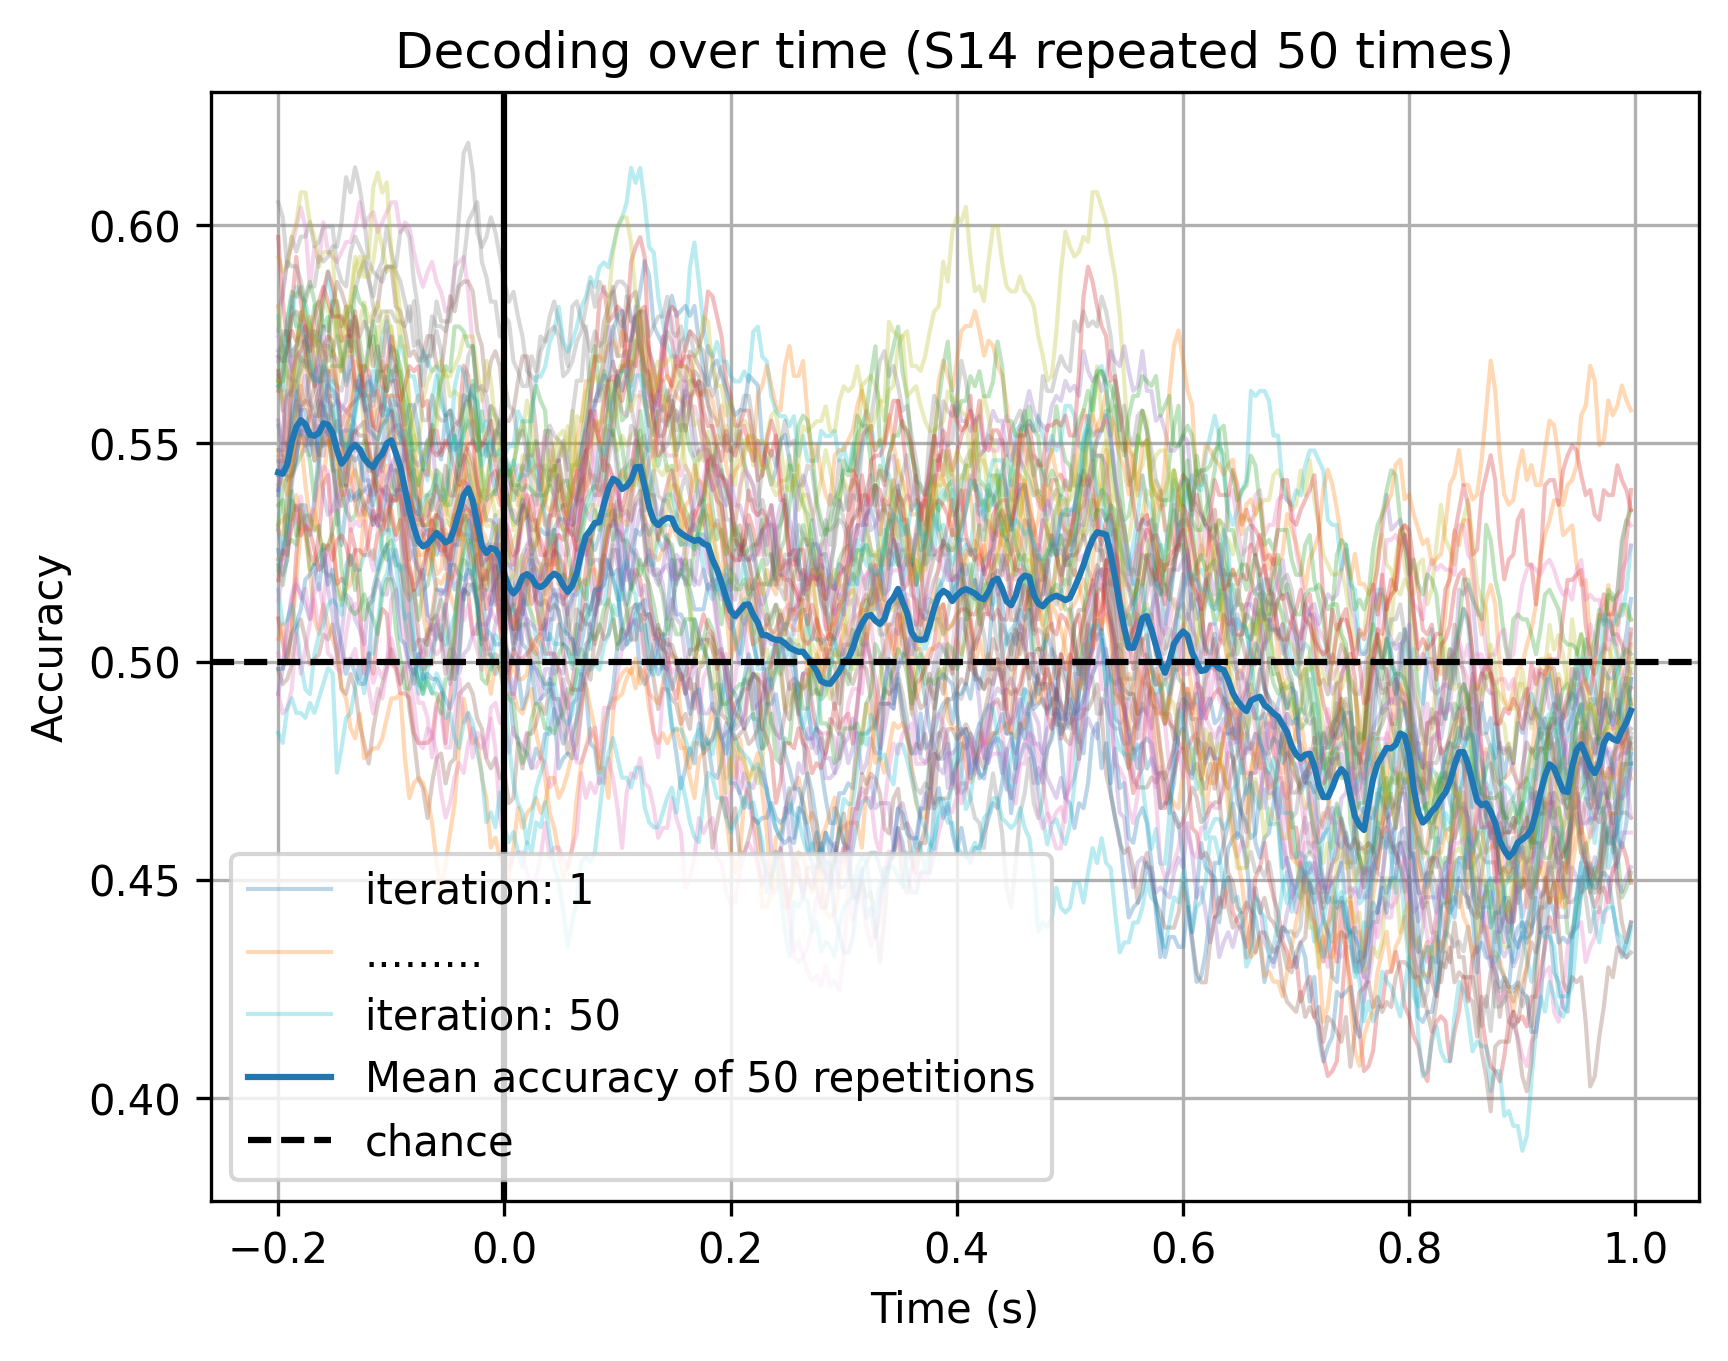 Decoding over time (S14 repeated 50 times)
Accuracy
0.60
0.55
0.50
0.45
0.40
iteration: 1
.........
iteration: 50
Mean accuracy of 50 repetitions
chance
−0.2 0.0 0.2 0.4 0.6 0.8 1.0
Time (s)